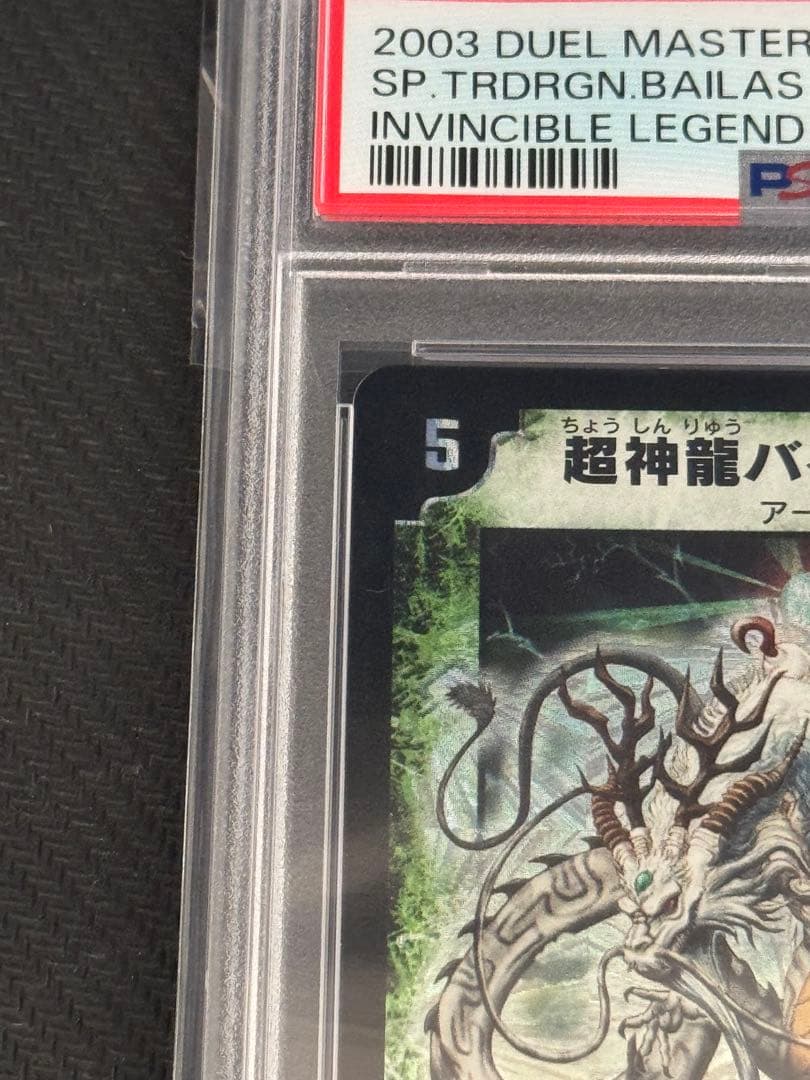 2003 DUEL MASTER
SP.TRDRGN.BAILAS
INVINCIBLE LEGEND
PS
5
ちょう しん りゅう
超神龍バ
アー